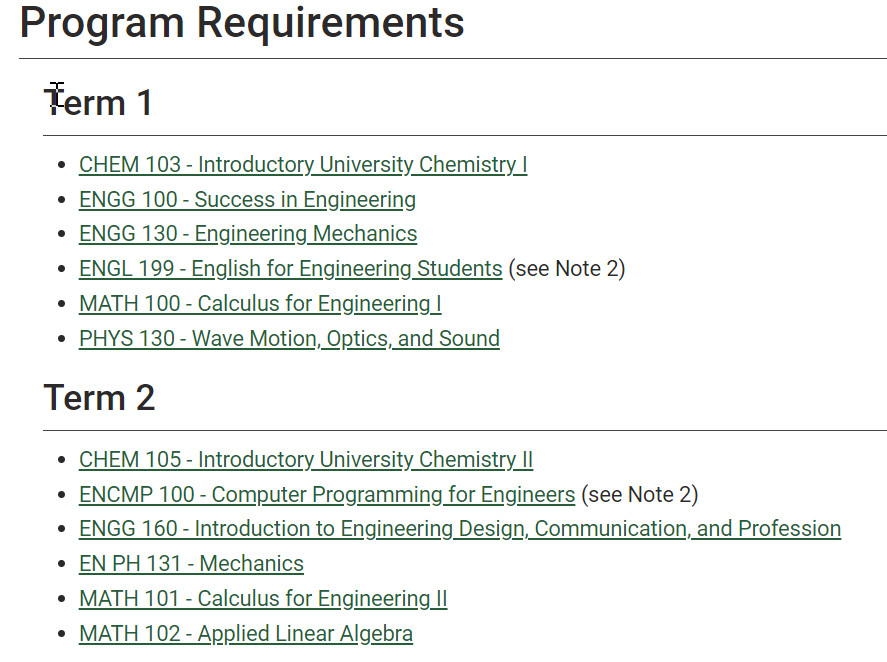 Program Requirements
Term 1
• CHEM 103 - Introductory University Chemistry I
• ENGG 100 - Success in Engineering
• ENGG 130 - Engineering Mechanics
• ENGL 199 - English for Engineering Students (see Note 2)
• MATH 100 - Calculus for Engineering I
• PHYS 130 - Wave Motion, Optics, and Sound
Term 2
• CHEM 105 - Introductory University Chemistry II
• ENCMP 100 - Computer Programming for Engineers (see Note 2)
• ENGG 160 - Introduction to Engineering Design, Communication, and Profession
• EN PH 131 - Mechanics
• MATH 101 - Calculus for Engineering II
• MATH 102 - Applied Linear Algebra